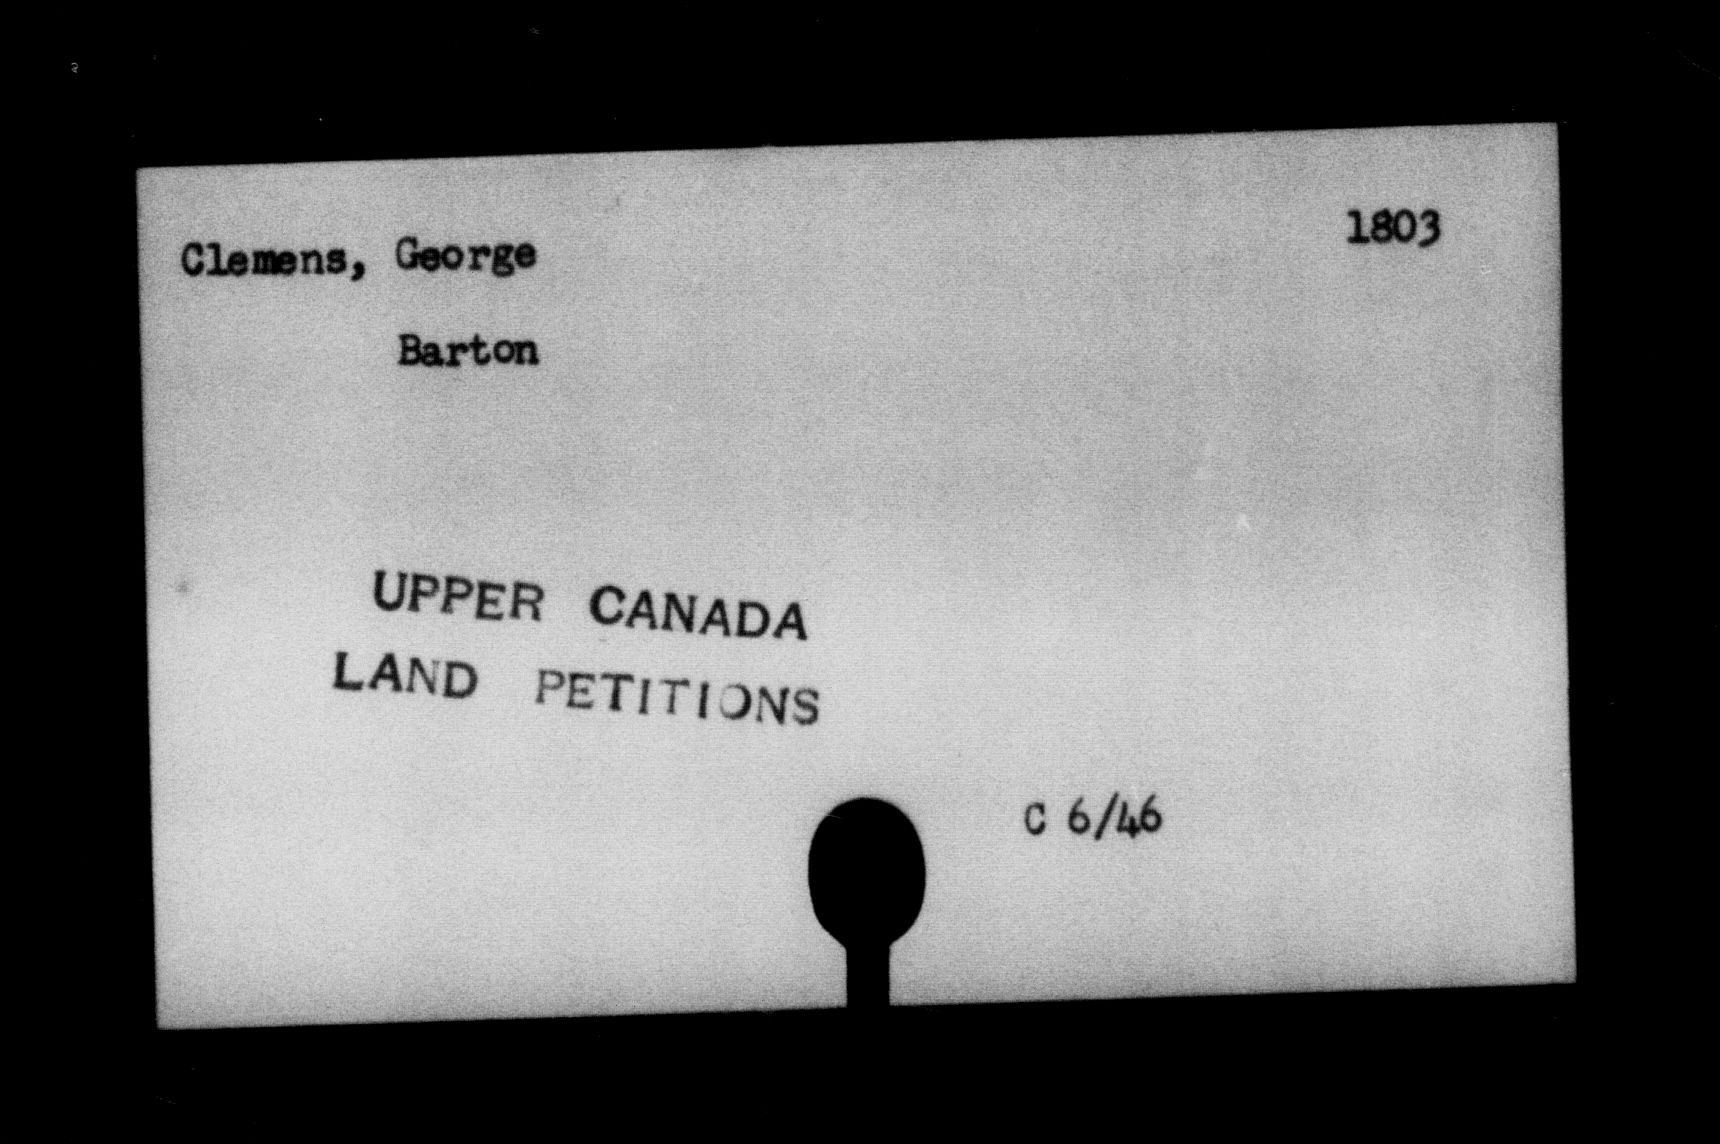 Clemens, George 1803
Barton
UPPER CANADA
LAND PETITIONS
C 6/46